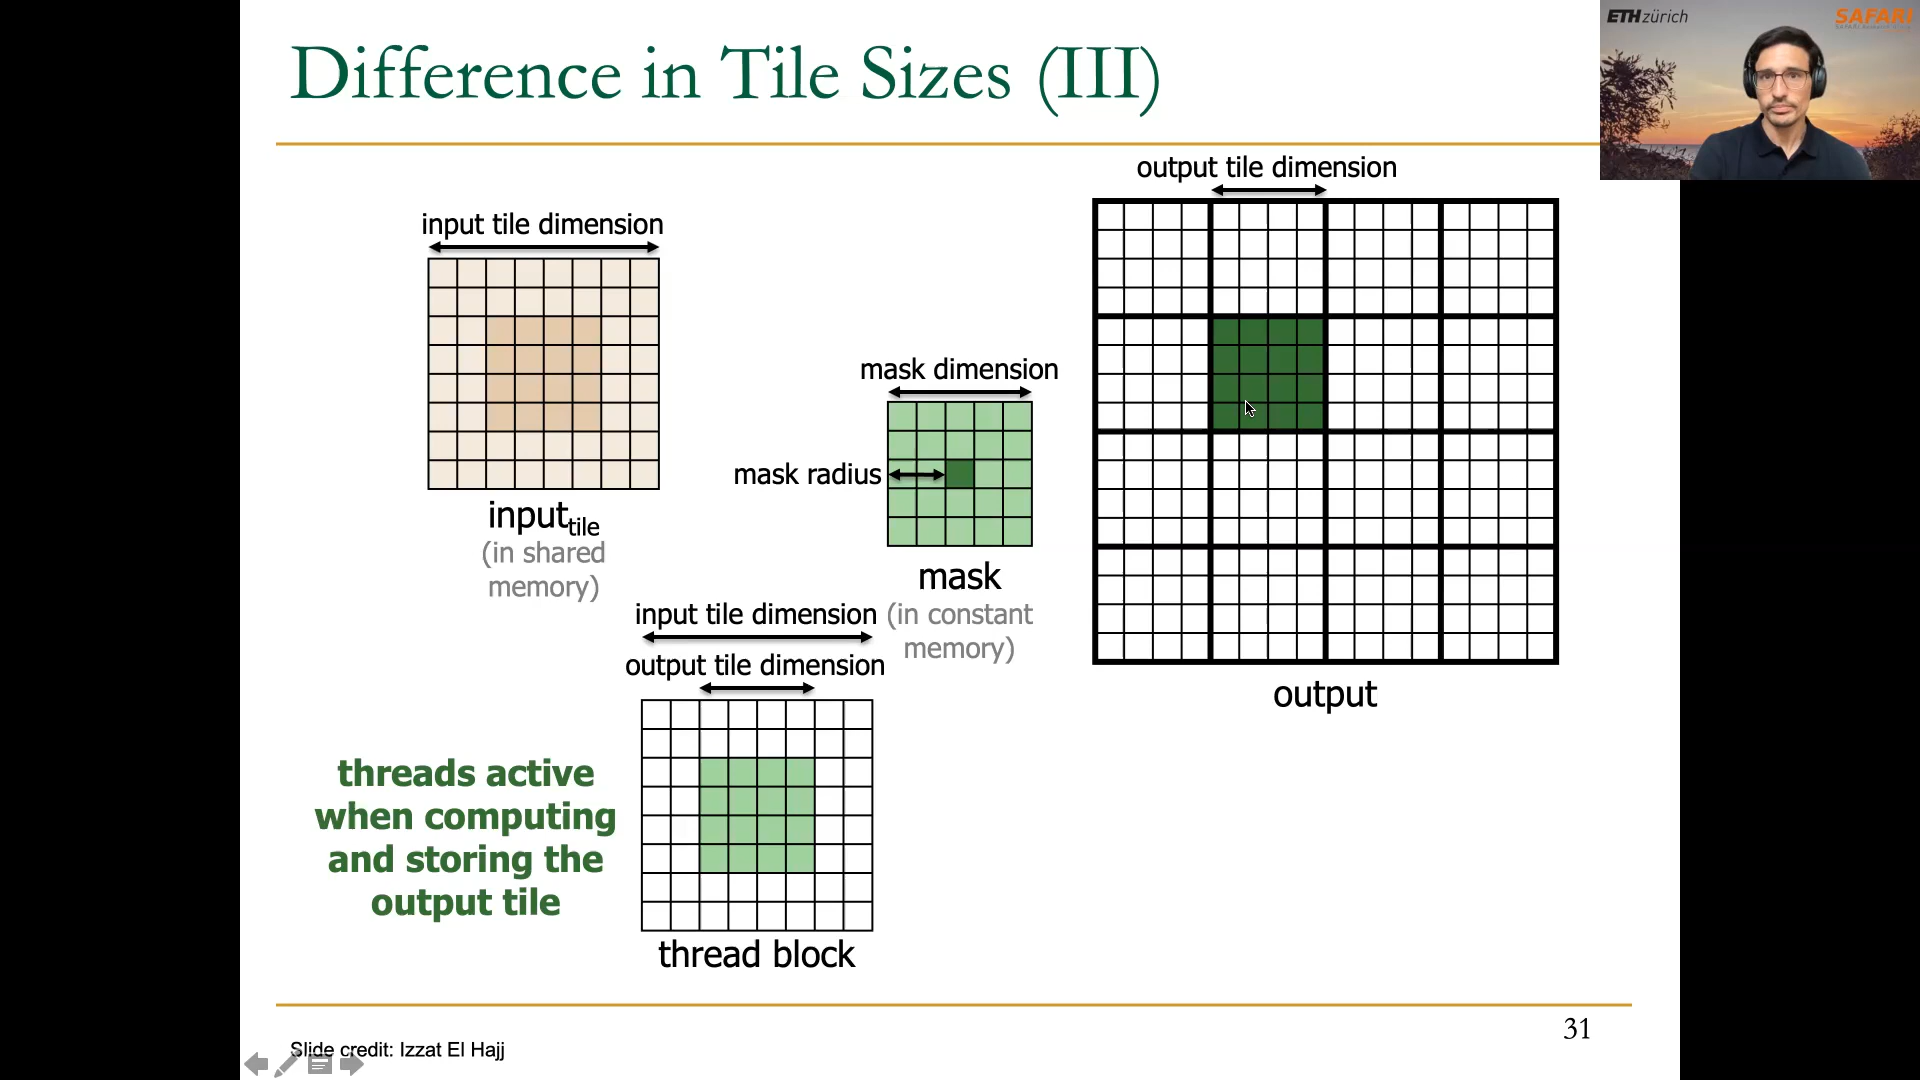 Difference in Tile Sizes (III)
ETH zürich
SAFARI
output tile dimension
input tile dimension
mask dimension
mask radius
input tile
(in shared
memory)
mask
(in constant
memory)
output
input tile dimension
output tile dimension
threads active
when computing
and storing the
output tile
thread block
31
Slide credit: Izzat El Hajj